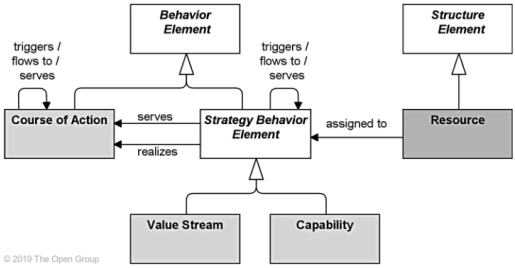 Behavior
Element
Structure
Element
triggers /
flows to /
serves
triggers /
flows to /
serves
Course of Action
serves
realizes
Strategy Behavior
Element
assigned to
Resource
Value Stream
Capability
© 2019 The Open Group